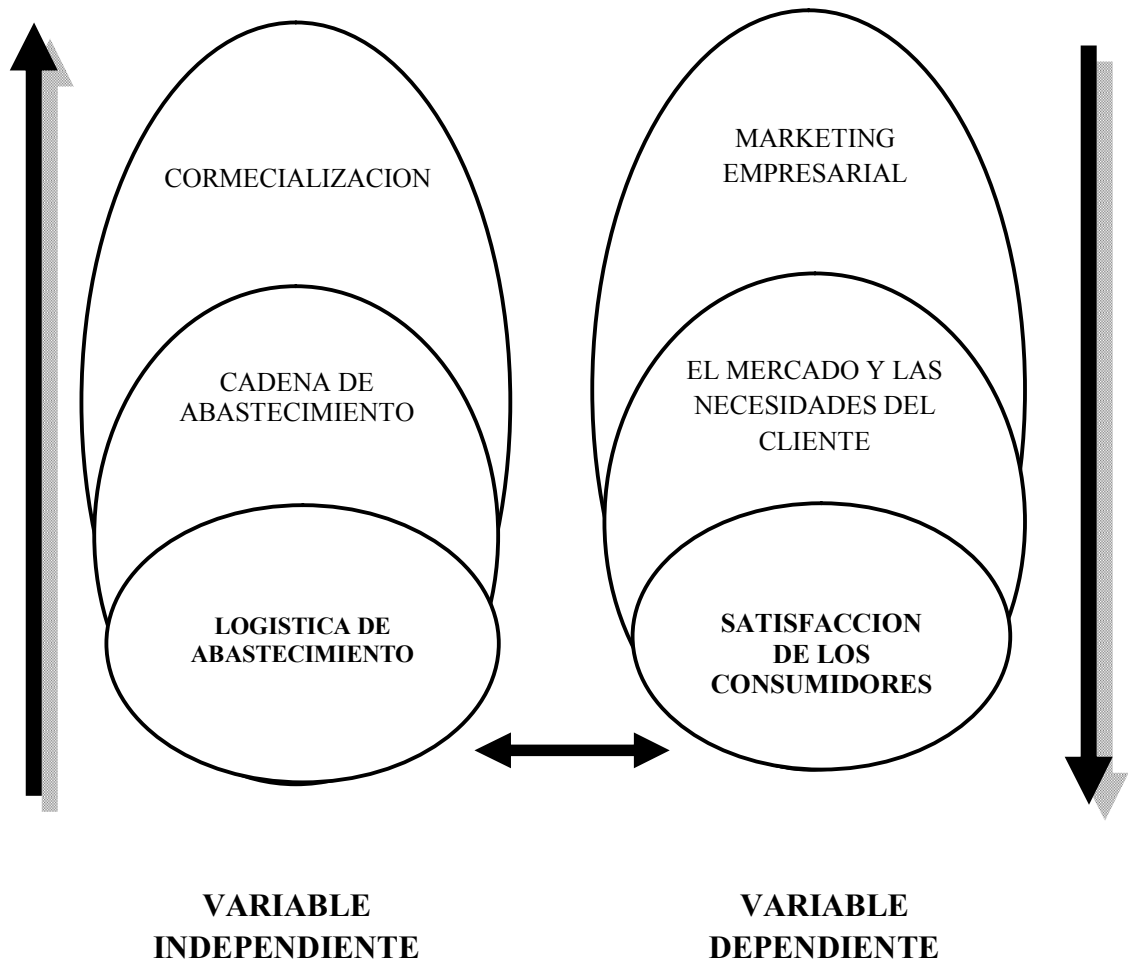 CORMECIALIZACION
CADENA DE
ABASTECIMIENTO
LOGISTICA DE
ABASTECIMIENTO
VARIABLE
INDEPENDIENTE
MARKETING
EMPRESARIAL
EL MERCADO Y LAS
NECESIDADES DEL
CLIENTE
SATISFACCION
DE LOS
CONSUMIDORES
VARIABLE
DEPENDIENTE